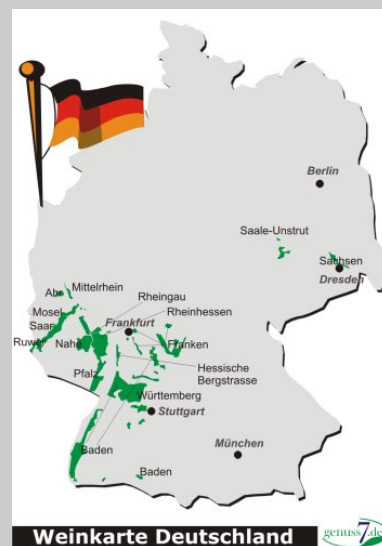 Berlin
Saale-Unstrut
Sachsen
Dresden
Mittelrhein
Ahr
Rheingau
Mosel
Saar
Frankfurt
Rheinhessen
Ruwer
Nahe
Franken
Pfalz
Hessische
Bergstrasse
Württemberg
Stuttgart
München
Baden
Baden
Weinkarte Deutschland
genuss7.de